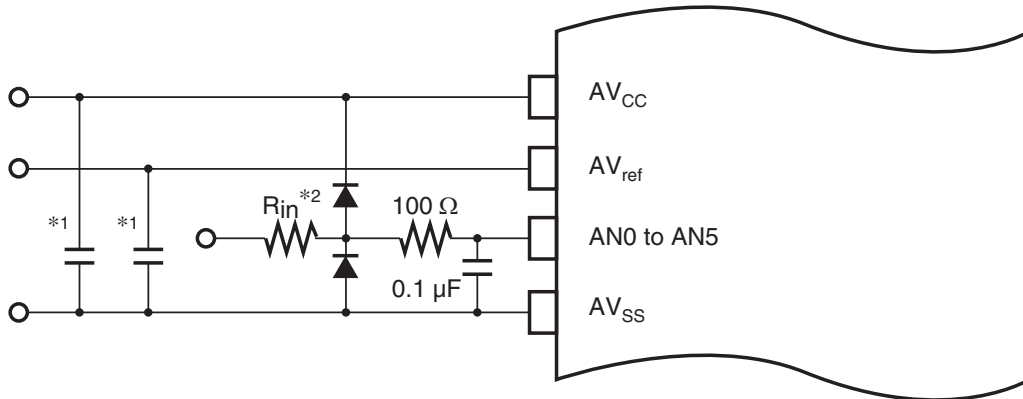 AVCC
AVref
*1
*1
Rin*2
100 Ω
AN0 to AN5
0.1 µF
AVSS